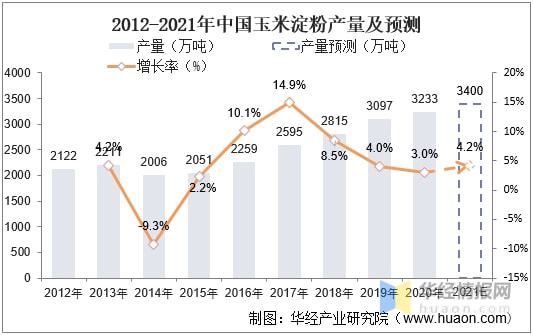 2012-2021年中国玉米淀粉产量及预测
产量（万吨） 产量预测（万吨）
增长率（%）
4000 3500 3000 2500 2000 1500 1000 500 0
20% 15% 10% 5% 0% -5% -10% -15%
2122 2211 2006 2051 2259 2595 2815 3097 3233 3400
4.2% -9.3% 2.2% 10.1% 14.9% 8.5% 4.0% 3.0% 4.2%
2012年 2013年 2014年 2015年 2016年 2017年 2018年 2019年 2020年 2021年
华经情报网
huaon.com
制图：华经产业研究院（www.huaon.com）